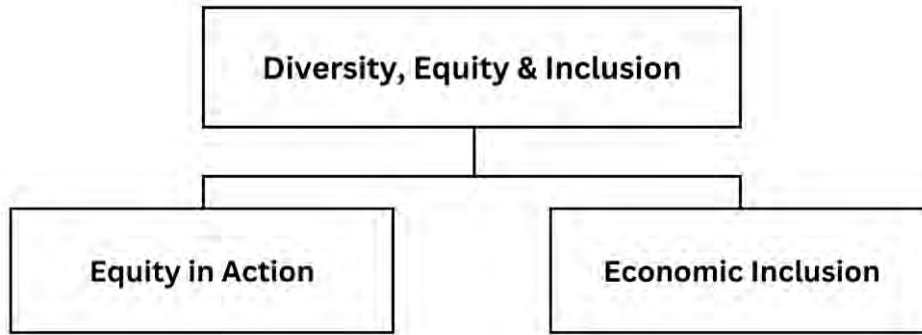 Diversity, Equity & Inclusion
Equity in Action
Economic Inclusion